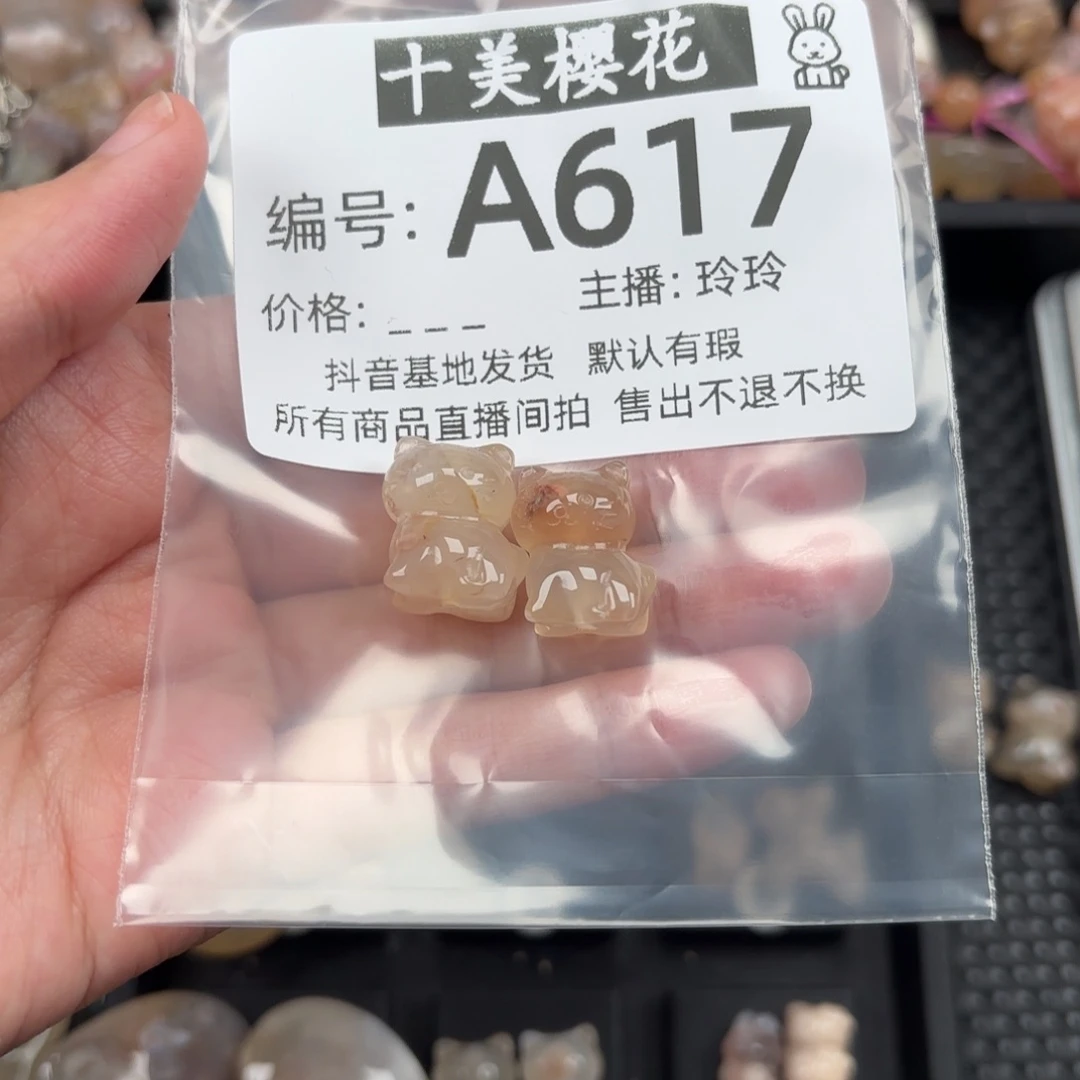 十美樱花
编号: A617
价格: _ _ _ 主播: 玲玲
抖音基地发货 默认有瑕
所有商品直播间拍 售出不退不换